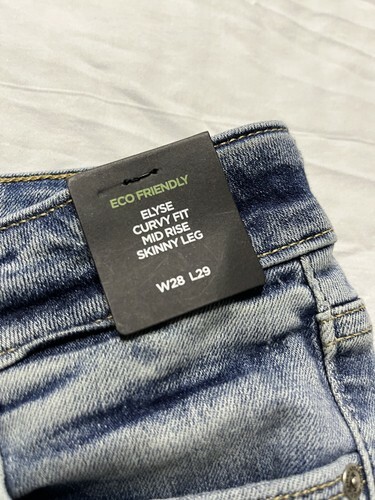 ECO FRIENDLY
ELYSE
CURVY FIT
MID RISE
SKINNY LEG
W28 L29